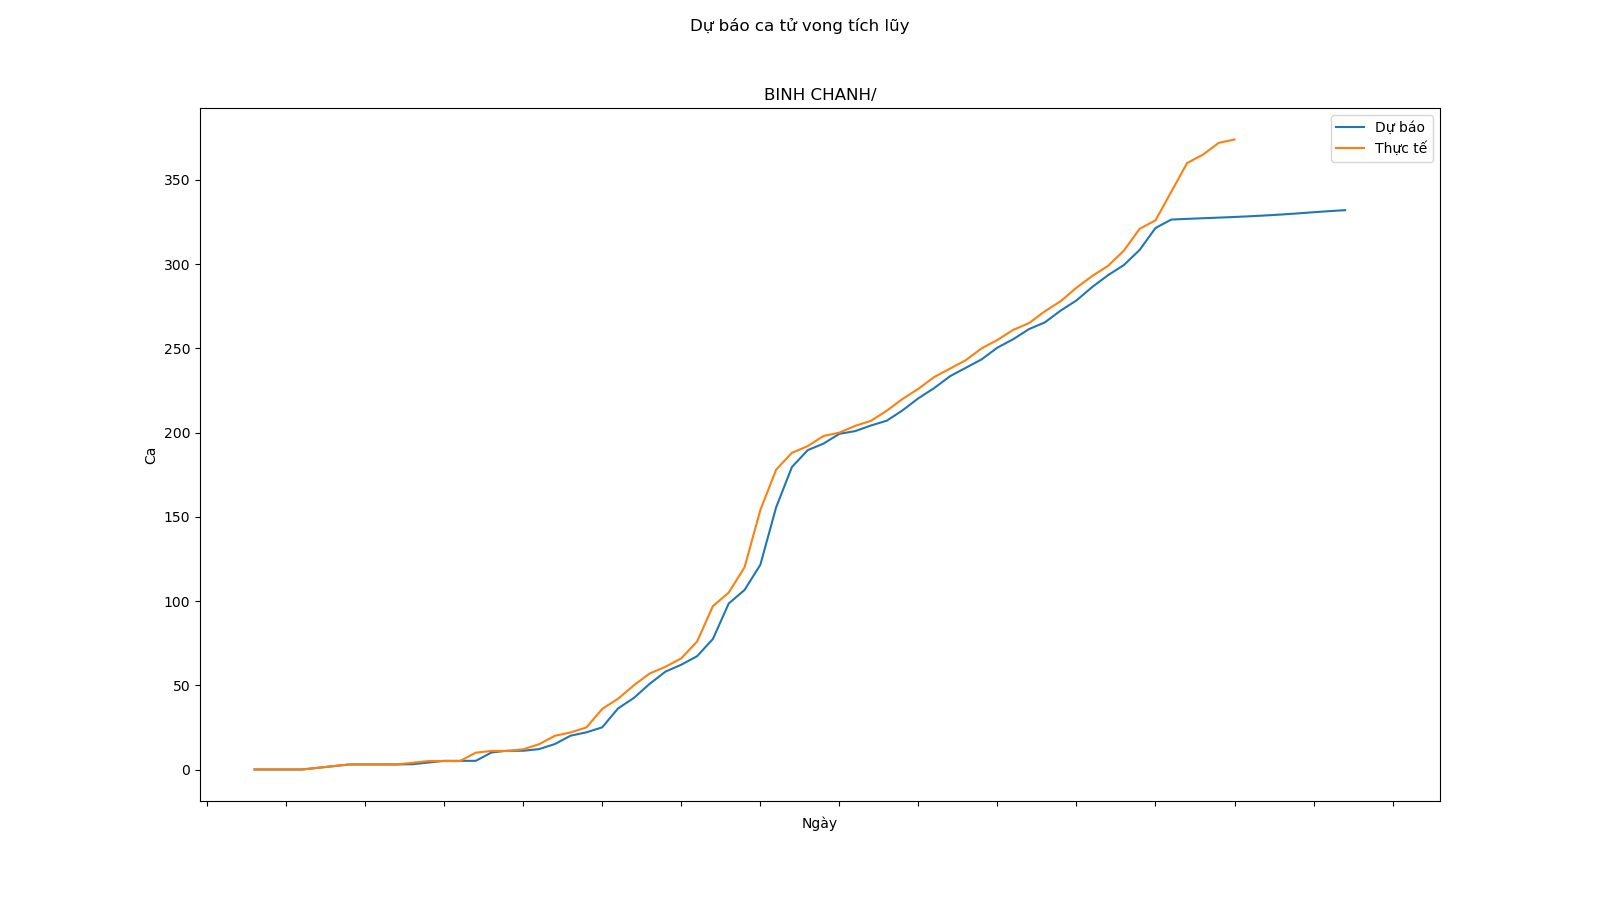 Dự báo ca tử vong tích lũy
BINH CHANH/
Dự báo
Thực tế
350
300
250
200
150
100
50
0
Ca
Ngày